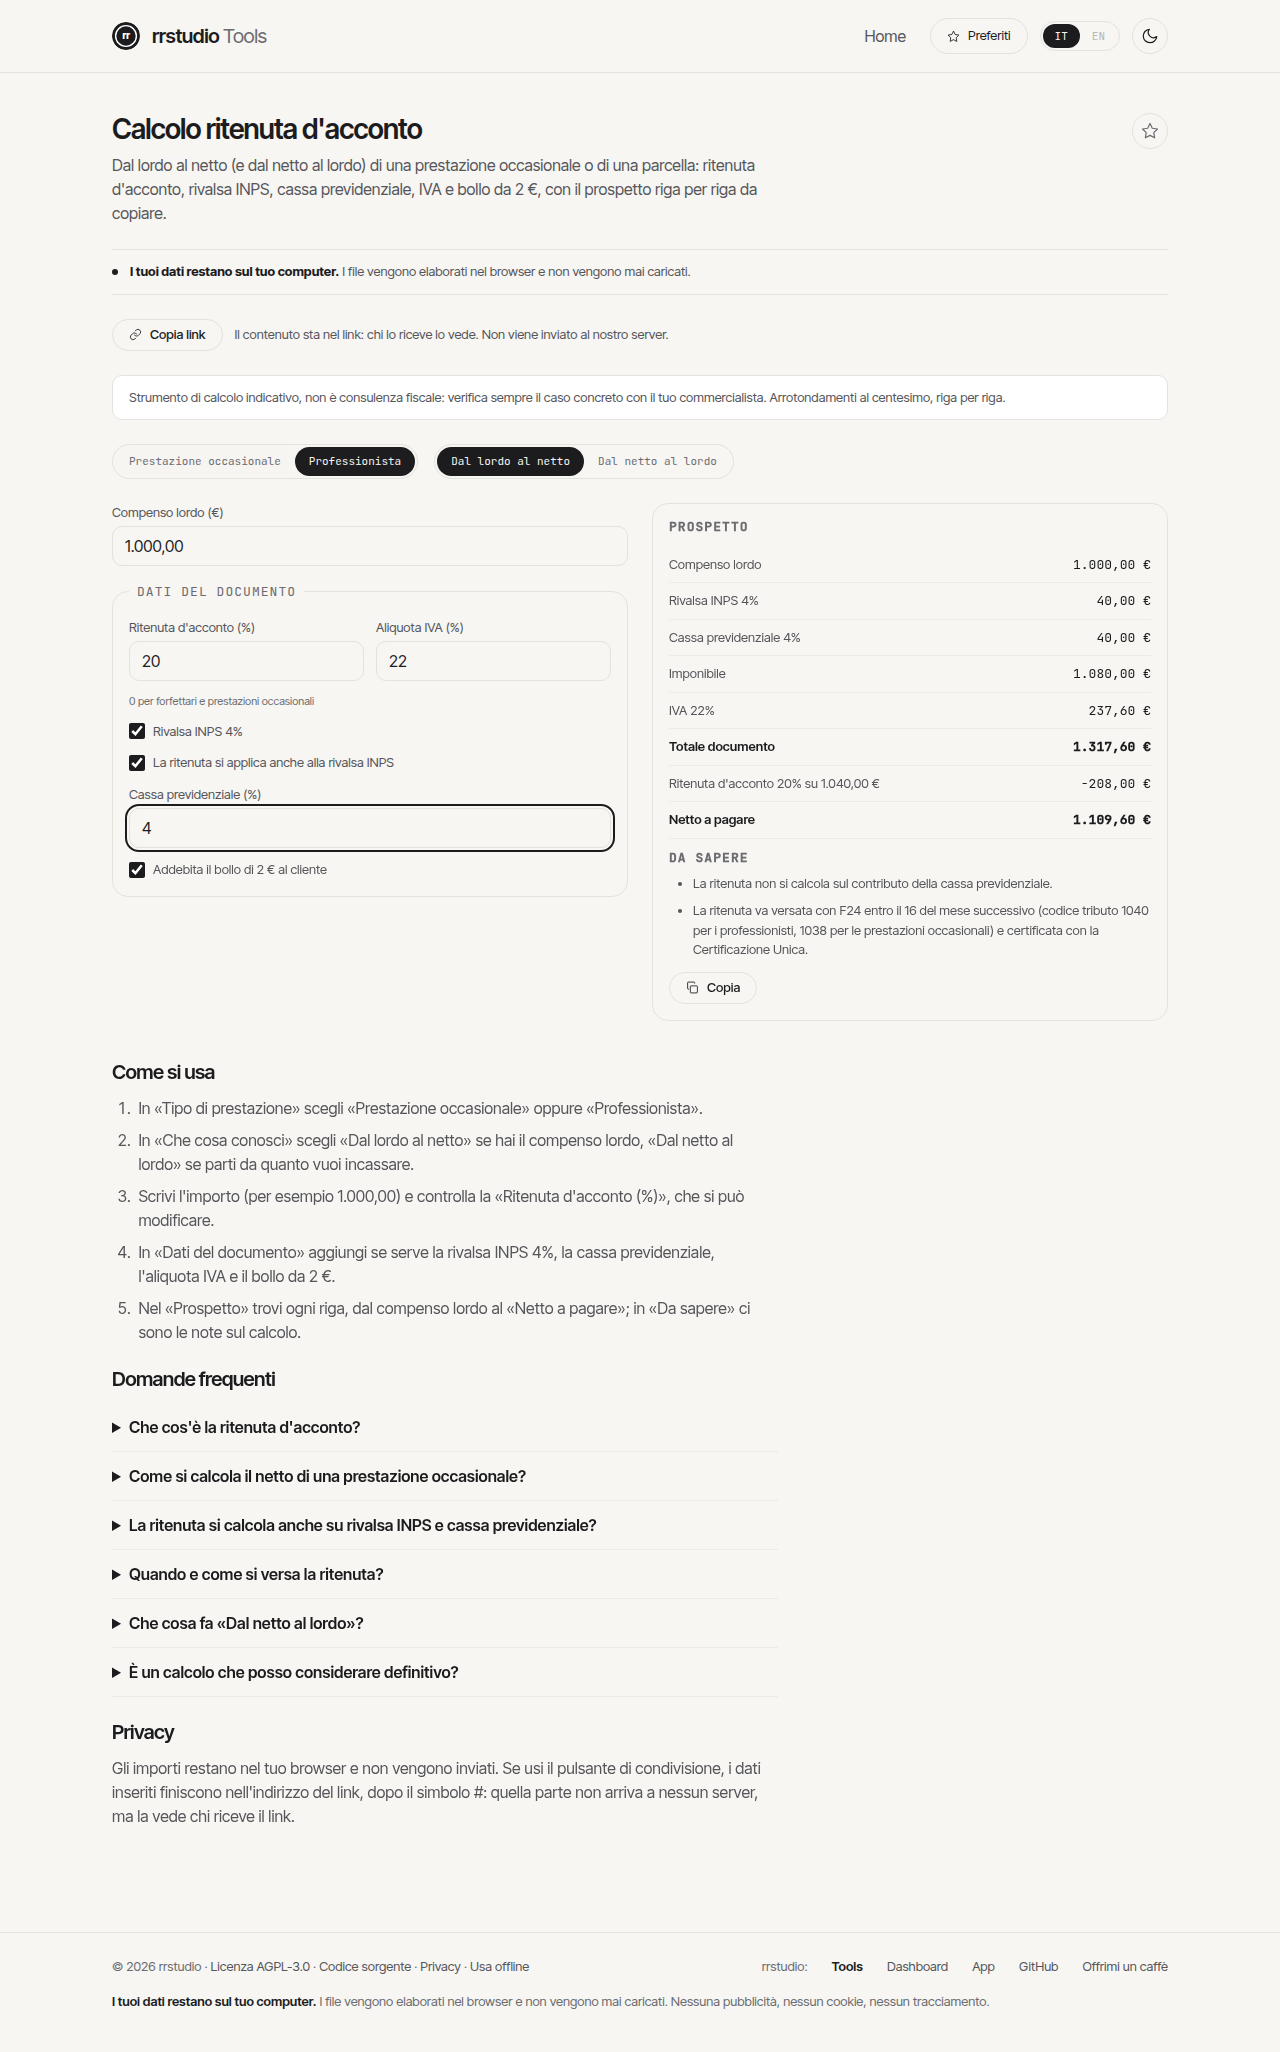 rr rrstudio Tools
Home
Preferiti
IT EN
Calcolo ritenuta d'acconto
Dal lordo al netto (e dal netto al lordo) di una prestazione occasionale o di una parcella: ritenuta
d'acconto, rivalsa INPS, cassa previdenziale, IVA e bollo da 2 €, con il prospetto riga per riga da
copiare.
I tuoi dati restano sul tuo computer. I file vengono elaborati nel browser e non vengono mai caricati.
Copia link
Il contenuto sta nel link: chi lo riceve lo vede. Non viene inviato al nostro server.
Strumento di calcolo indicativo, non è consulenza fiscale: verifica sempre il caso concreto con il tuo commercialista. Arrotondamenti al centesimo, riga per riga.
Prestazione occasionale Professionista
Dal lordo al netto Dal netto al lordo
Compenso lordo (€)
1.000,00
DATI DEL DOCUMENTO
Ritenuta d'acconto (%) Aliquota IVA (%)
20 22
0 per forfettari e prestazioni occasionali
Rivalsa INPS 4%
La ritenuta si applica anche alla rivalsa INPS
Cassa previdenziale (%)
4
Addebita il bollo di 2 € al cliente
PROSPETTO
Compenso lordo 1.000,00 €
Rivalsa INPS 4% 40,00 €
Cassa previdenziale 4% 40,00 €
Imponibile 1.080,00 €
IVA 22% 237,60 €
Totale documento 1.317,60 €
Ritenuta d'acconto 20% su 1.040,00 € -208,00 €
Netto a pagare 1.109,60 €
DA SAPERE
• La ritenuta non si calcola sul contributo della cassa previdenziale.
• La ritenuta va versata con F24 entro il 16 del mese successivo (codice tributo 1040
per i professionisti, 1038 per le prestazioni occasionali) e certificata con la
Certificazione Unica.
Copia
Come si usa
1. In «Tipo di prestazione» scegli «Prestazione occasionale» oppure «Professionista».
2. In «Che cosa conosci» scegli «Dal lordo al netto» se hai il compenso lordo, «Dal netto al
lordo» se parti da quanto vuoi incassare.
3. Scrivi l'importo (per esempio 1.000,00) e controlla la «Ritenuta d'acconto (%)», che si può
modificare.
4. In «Dati del documento» aggiungi se serve la rivalsa INPS 4%, la cassa previdenziale,
l'aliquota IVA e il bollo da 2 €.
5. Nel «Prospetto» trovi ogni riga, dal compenso lordo al «Netto a pagare»; in «Da sapere» ci
sono le note sul calcolo.
Domande frequenti
Che cos'è la ritenuta d'acconto?
Come si calcola il netto di una prestazione occasionale?
La ritenuta si calcola anche su rivalsa INPS e cassa previdenziale?
Quando e come si versa la ritenuta?
Che cosa fa «Dal netto al lordo»?
È un calcolo che posso considerare definitivo?
Privacy
Gli importi restano nel tuo browser e non vengono inviati. Se usi il pulsante di condivisione, i dati
inseriti finiscono nell'indirizzo del link, dopo il simbolo #: quella parte non arriva a nessun server,
ma la vede chi riceve il link.
© 2026 rrstudio · Licenza AGPL-3.0 · Codice sorgente · Privacy · Usa offline
rrstudio: Tools Dashboard App GitHub Offrimi un caffè
I tuoi dati restano sul tuo computer. I file vengono elaborati nel browser e non vengono mai caricati. Nessuna pubblicità, nessun cookie, nessun tracciamento.